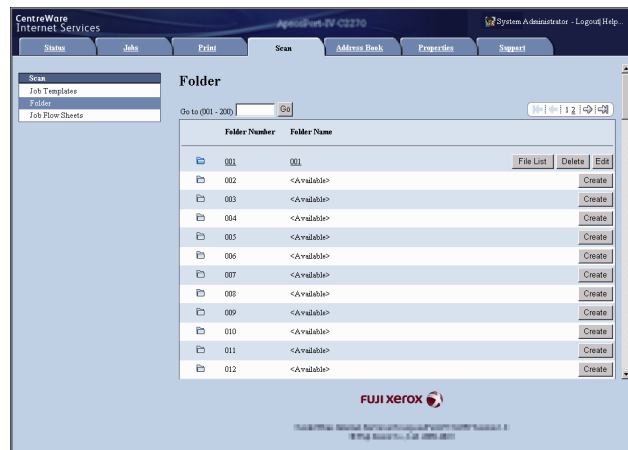 CentreWare
Internet Services
ApeosPort-IV C2270
System Administrator - Logout| Help...
Status Jobs Print Scan Address Book Properties Support
Scan
Job Templates
Folder
Job Flow Sheets
Folder
Go to (001 - 200) Go 1 2
Folder Number Folder Name
001 001 File List Delete Edit
002 <Available> Create
003 <Available> Create
004 <Available> Create
005 <Available> Create
006 <Available> Create
007 <Available> Create
008 <Available> Create
009 <Available> Create
010 <Available> Create
011 <Available> Create
012 <Available> Create
FUJI xerox